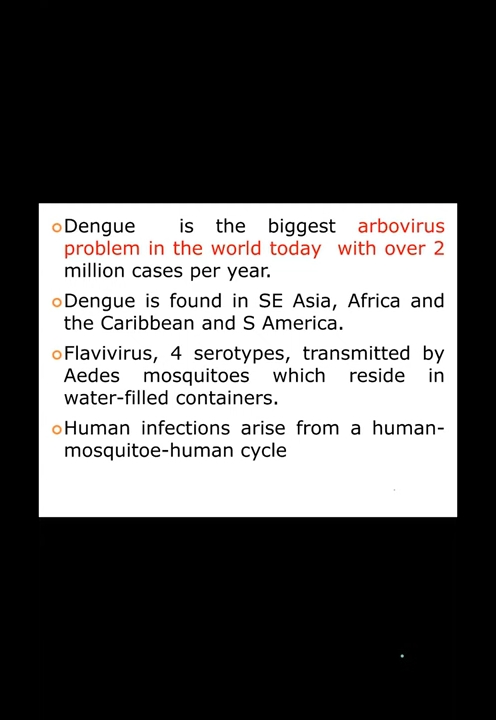 Dengue is the biggest arbovirus
problem in the world today with over 2
million cases per year.
Dengue is found in SE Asia, Africa and
the Caribbean and S America.
Flavivirus, 4 serotypes, transmitted by
Aedes mosquitoes which reside in
water-filled containers.
Human infections arise from a human-
mosquitoe-human cycle